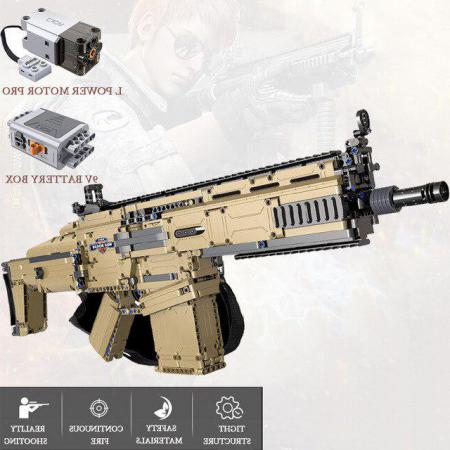 L POWER MOTOR PRO
9V BATTERY BOX
REALITY
SHOOTING
CONTINUOUS
FIRE
SAFETY
MATERIALS
TIGHT
STRUCTURE